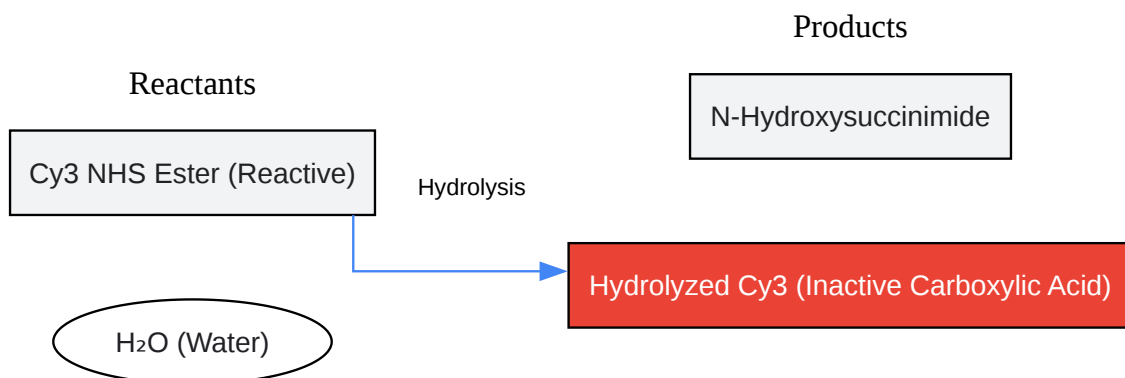 Products
Reactants
N-Hydroxysuccinimide
Cy3 NHS Ester (Reactive)
Hydrolysis
Hydrolyzed Cy3 (Inactive Carboxylic Acid)
H₂O (Water)